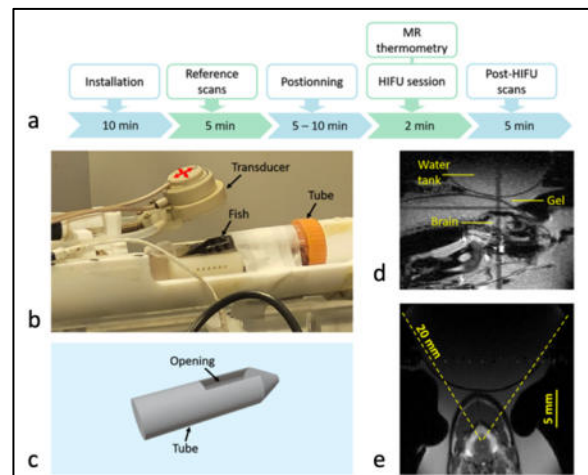 MR
thermometry
Installation
Reference
scans
Postionning
HIFU session
Post-HIFU
scans
a
10 min
5 min
5 – 10 min
2 min
5 min
Transducer
Fish
Tube
b
Water
tank
Gel
Brain
d
Opening
Tube
c
20 mm
5 mm
e